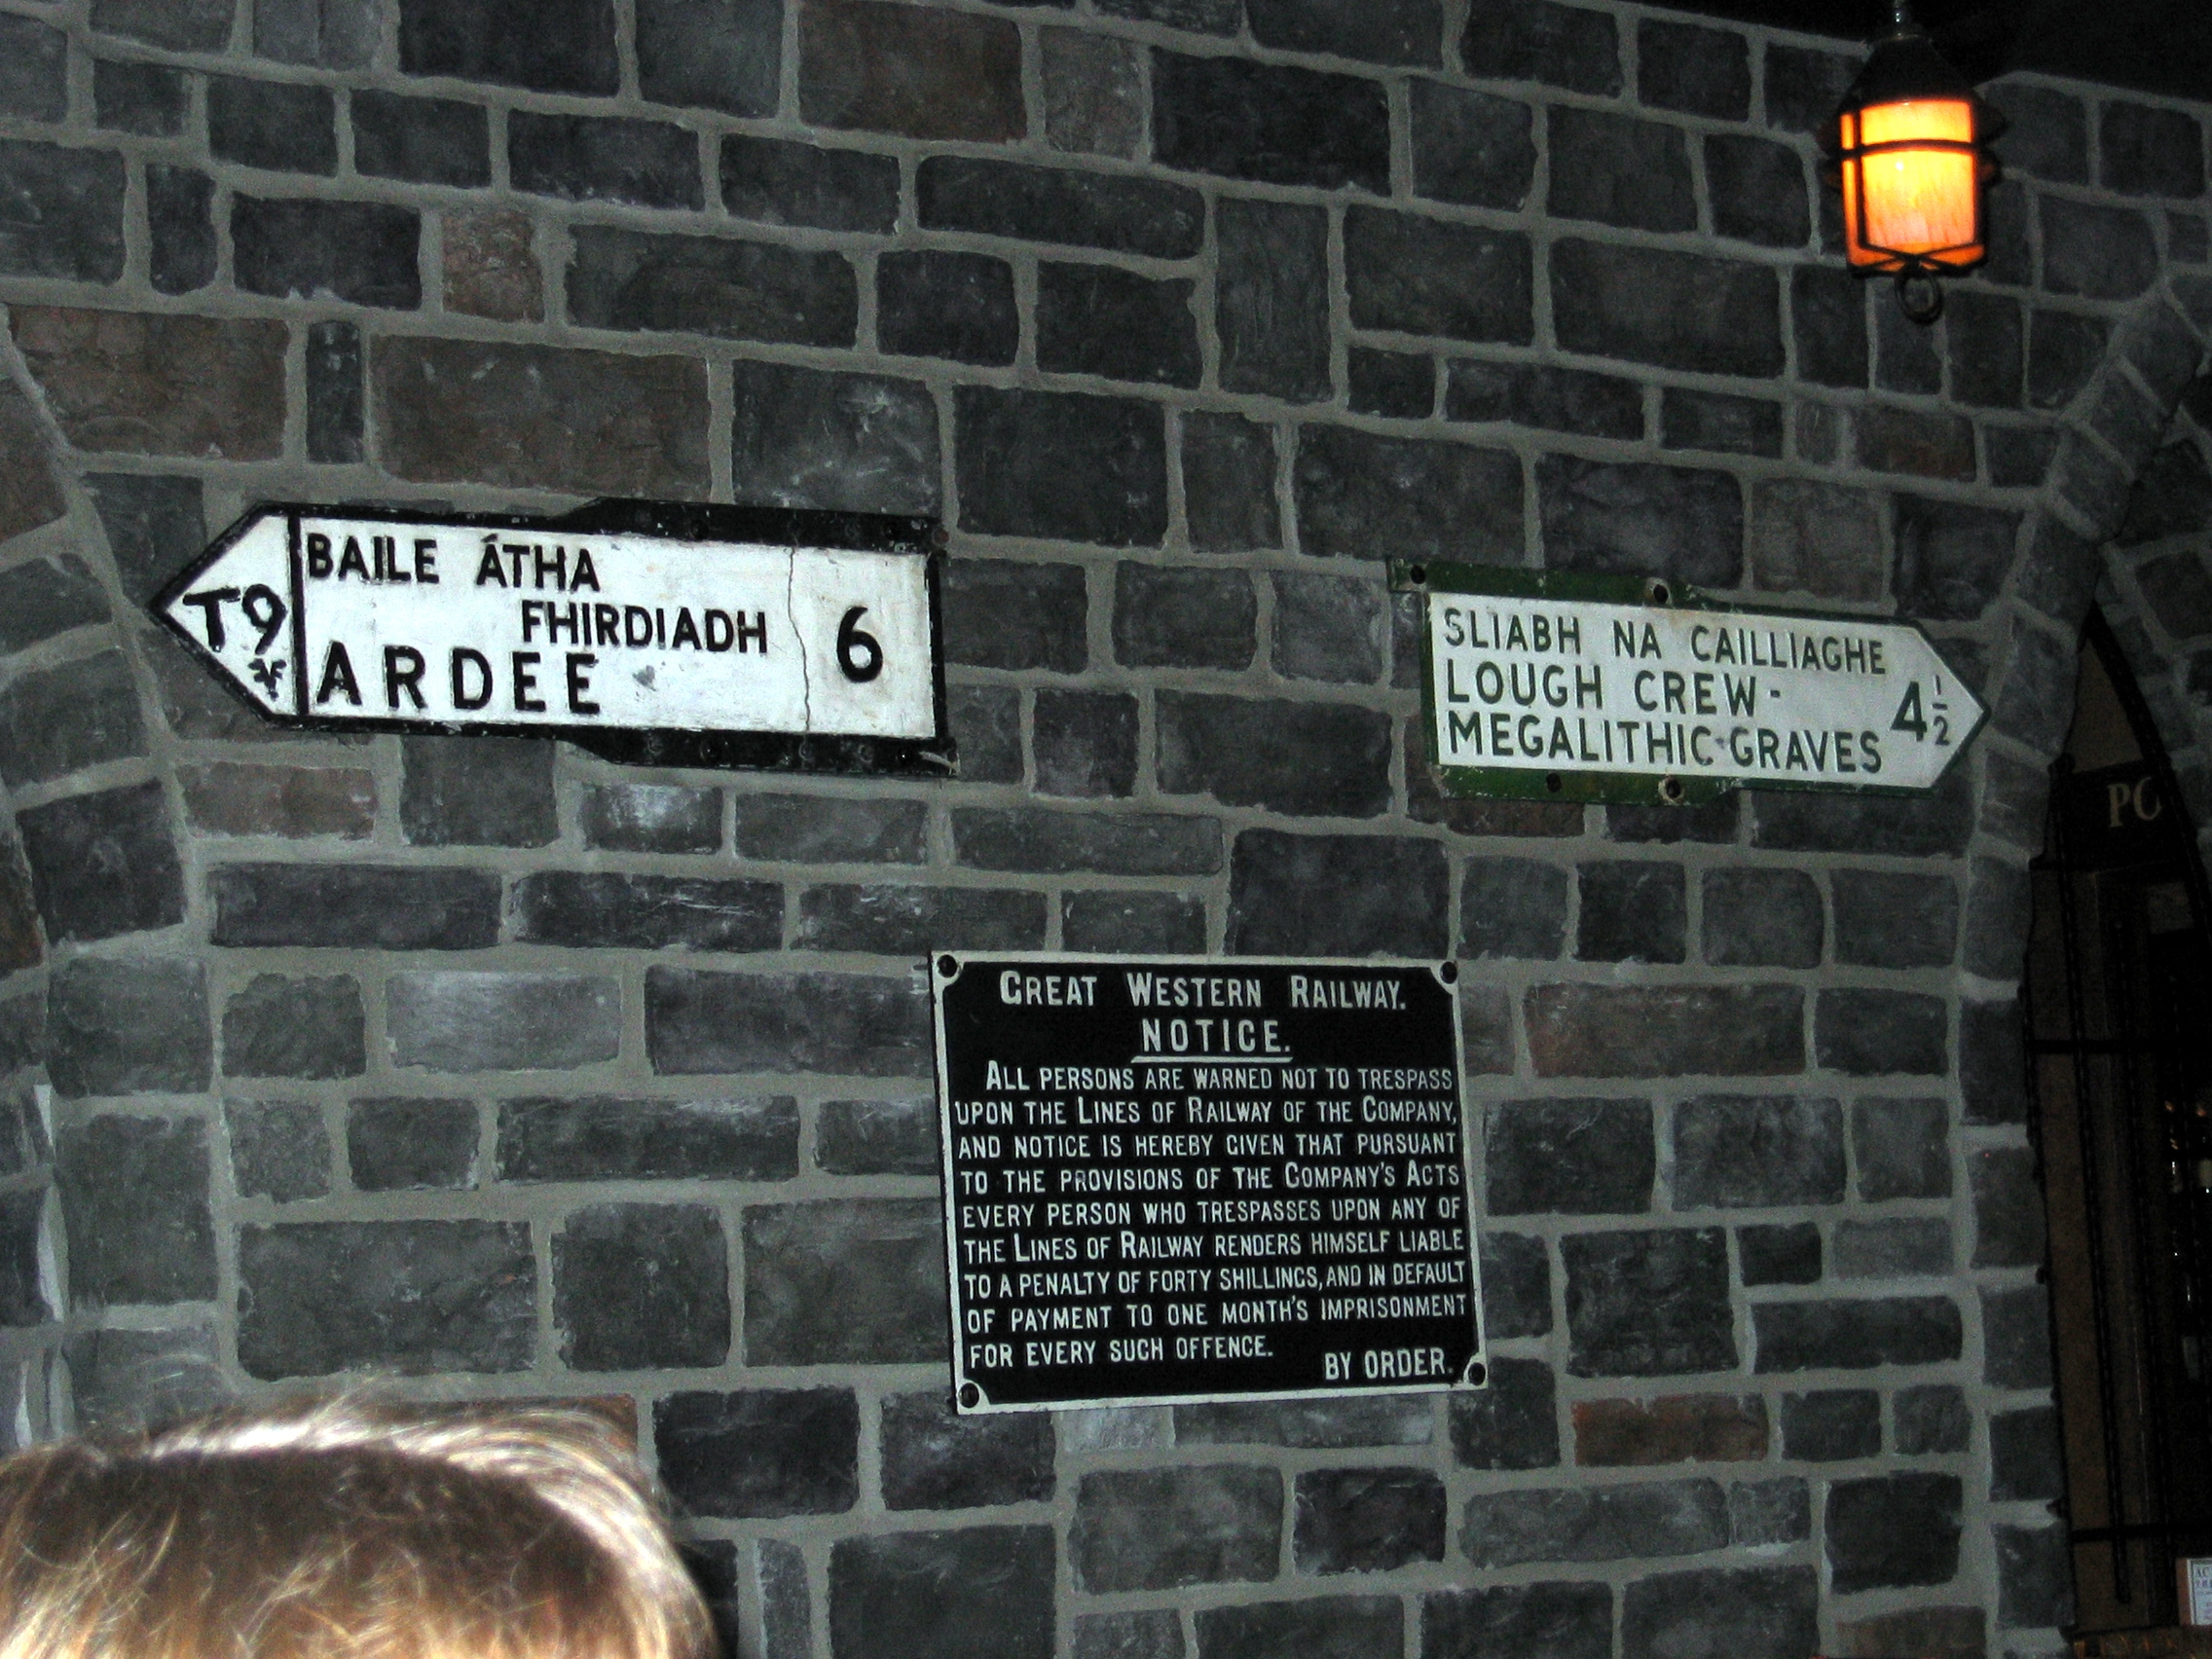 BAILE ÁTHA
FHIRDIADH
T9
ARDEE
6
SLIABH NA CAILLIAGHE
LOUGH CREW-
MEGALITHIC-GRAVES
4½
GREAT WESTERN RAILWAY.
NOTICE.
ALL PERSONS ARE WARNED NOT TO TRESPASS
UPON THE LINES OF RAILWAY OF THE COMPANY,
AND NOTICE IS HEREBY GIVEN THAT PURSUANT
TO THE PROVISIONS OF THE COMPANY'S ACTS
EVERY PERSON WHO TRESPASSES UPON ANY OF
THE LINES OF RAILWAY RENDERS HIMSELF LIABLE
TO A PENALTY OF FORTY SHILLINGS, AND IN DEFAULT
OF PAYMENT TO ONE MONTH'S IMPRISONMENT
FOR EVERY SUCH OFFENCE.
BY ORDER.